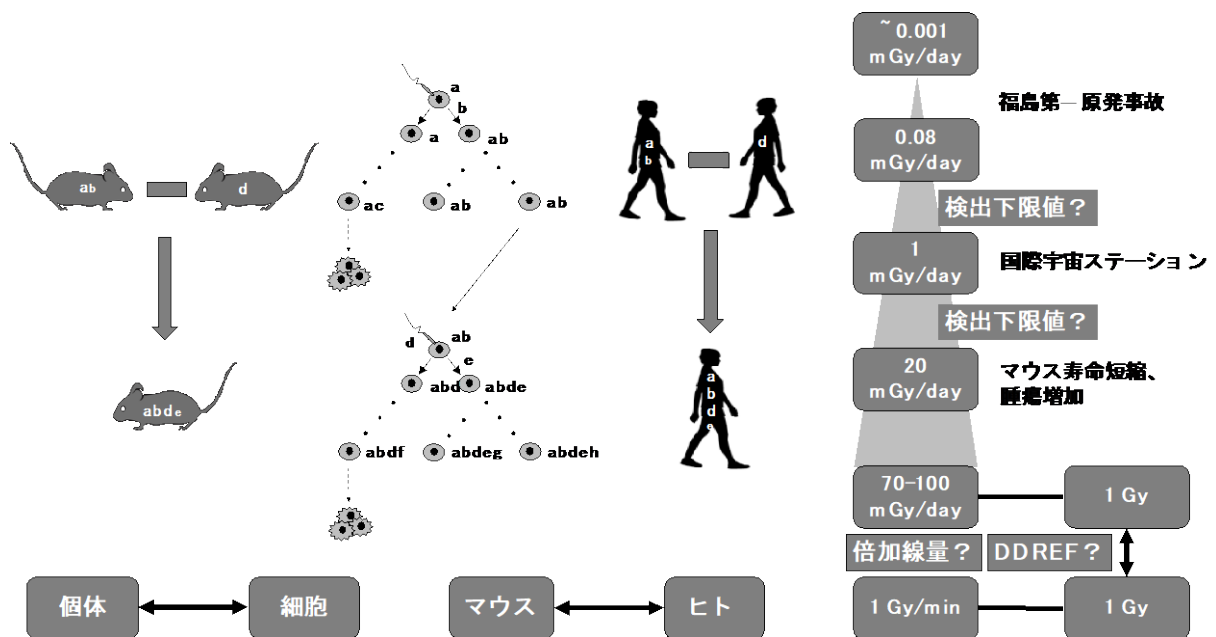 ab
d
abde
a
b
a
ab
ac
ab
ab
d
ab
e
abd
abde
abdf
abdeg
abdeh
a
b
d
a
b
d
e
~ 0.001
mGy/day
福島第一原発事故
0.08
mGy/day
検出下限値?
1
mGy/day
国際宇宙ステーション
検出下限値?
20
mGy/day
マウス寿命短縮、
腫瘍増加
70-100
mGy/day
1 Gy
倍加線量?
DDREF?
個体
細胞
マウス
ヒト
1 Gy/min
1 Gy